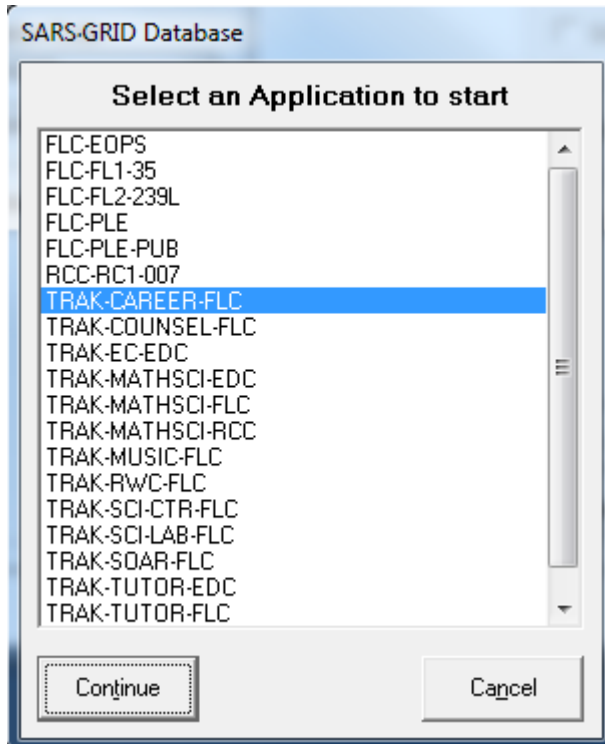 SARS-GRID Database
Select an Application to start
FLC-EOPS
FLC-FL1-35
FLC-FL2-239L
FLC-PLE
FLC-PLE-PUB
RCC-RC1-007
TRAK-CAREER-FLC
TRAK-COUNSEL-FLC
TRAK-EC-EDC
TRAK-MATHSCI-EDC
TRAK-MATHSCI-FLC
TRAK-MATHSCI-RCC
TRAK-MUSIC-FLC
TRAK-RWC-FLC
TRAK-SCI-CTR-FLC
TRAK-SCI-LAB-FLC
TRAK-SOAR-FLC
TRAK-TUTOR-EDC
TRAK-TUTOR-FLC
Continue
Cancel